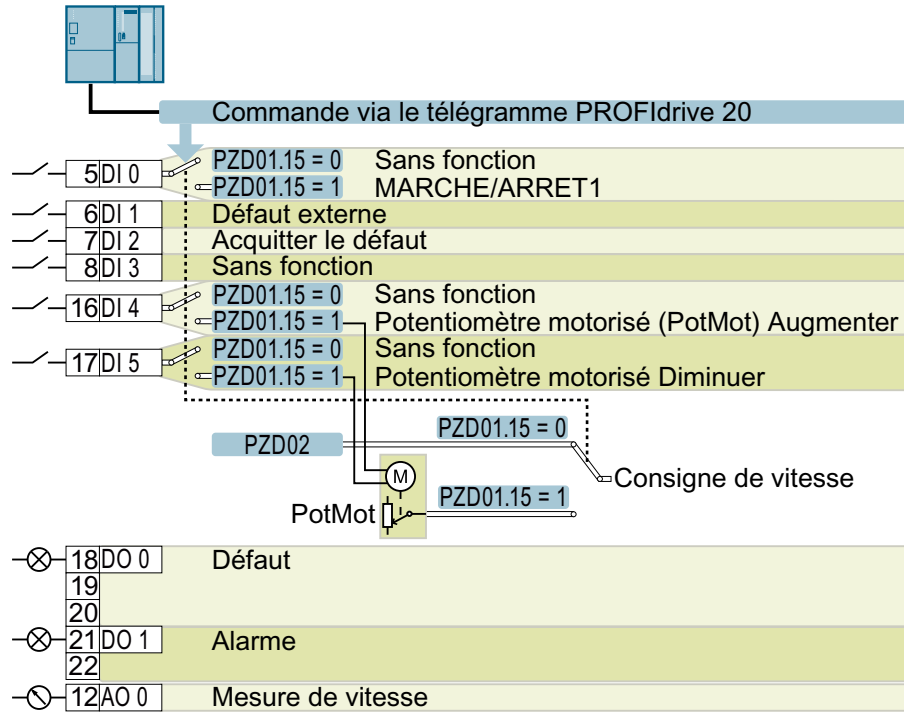 Commande via le télégramme PROFIdrive 20
5 DI 0 PZD01.15 = 0 Sans fonction
PZD01.15 = 1 MARCHE/ARRET1
6 DI 1 Défaut externe
7 DI 2 Acquitter le défaut
8 DI 3 Sans fonction
16 DI 4 PZD01.15 = 0 Sans fonction
PZD01.15 = 1 Potentiomètre motorisé (PotMot) Augmenter
17 DI 5 PZD01.15 = 0 Sans fonction
PZD01.15 = 1 Potentiomètre motorisé Diminuer
PZD02 PZD01.15 = 0
M Consigne de vitesse
PotMot PZD01.15 = 1
18 DO 0 Défaut
19
20
21 DO 1 Alarme
22
12 AO 0 Mesure de vitesse